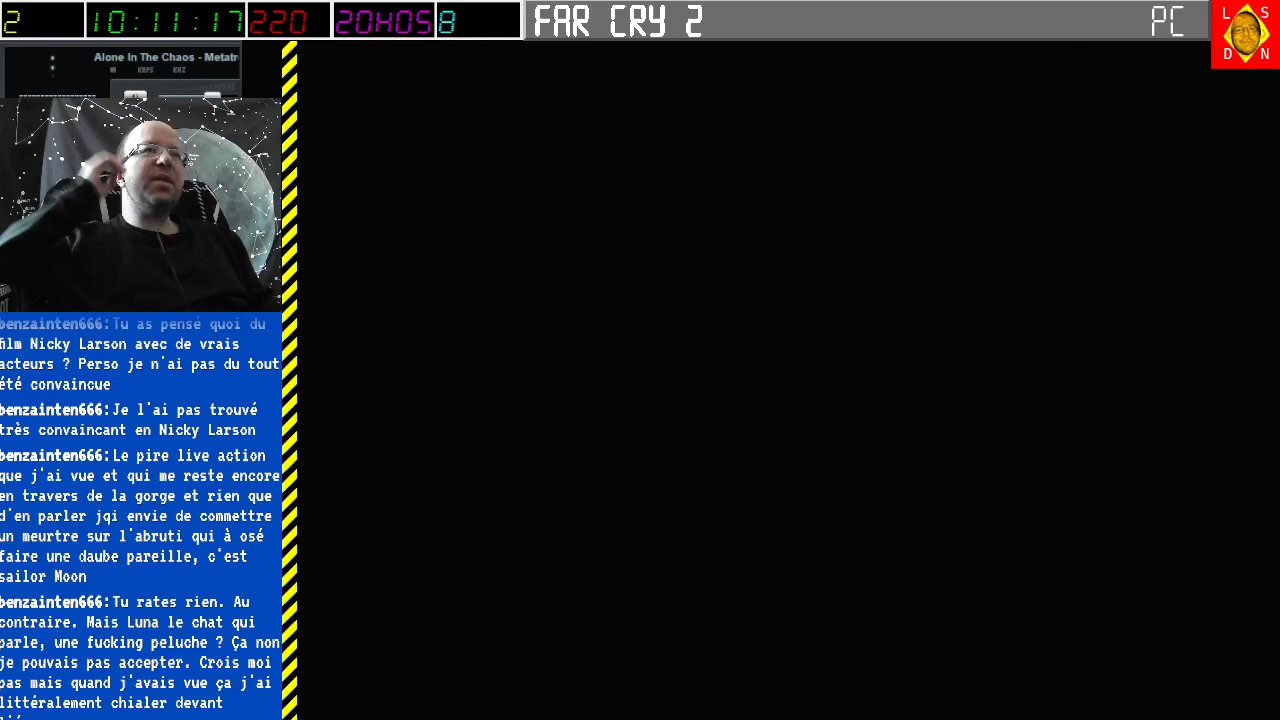 2
10:11:17
220
20H05
8
FAR CRY 2
PC
L S
D N
Alone In The Chaos - Metatr
KBPS KHZ
benzainten666:Tu as pensé quoi du
film Nicky Larson avec de vrais
acteurs ? Perso je n'ai pas du tout
été convaincue
benzainten666:Je l'ai pas trouvé
très convaincant en Nicky Larson
benzainten666:Le pire live action
que j'ai vue et qui me reste encore
en travers de la gorge et rien que
d'en parler jqi envie de commettre
un meurtre sur l'abruti qui à osé
faire une daube pareille, c'est
sailor Moon
benzainten666:Tu rates rien. Au
contraire. Mais Luna le chat qui
parle, une fucking peluche ? Ça non
je pouvais pas accepter. Crois moi
pas mais quand j'avais vue ça j'ai
littéralement chialer devant